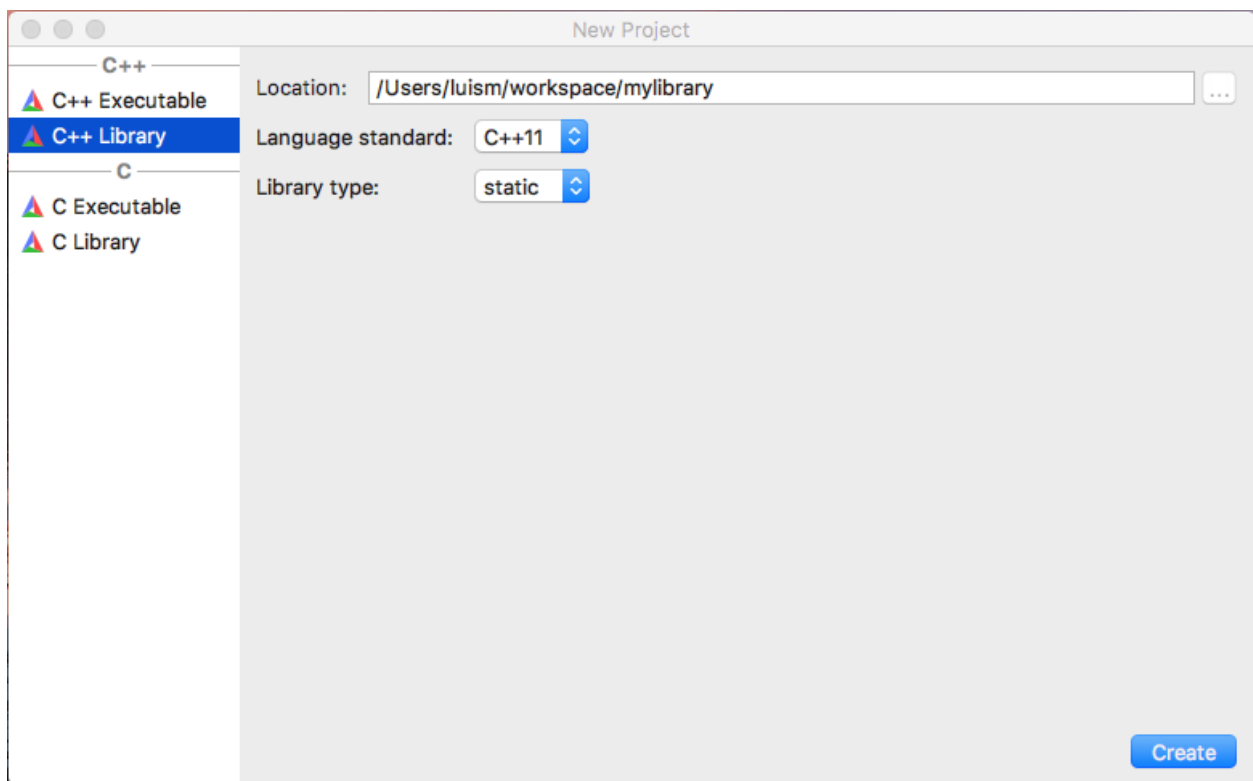 New Project
C++
C++ Executable
C++ Library
C
C Executable
C Library
Location: /Users/luism/workspace/mylibrary ...
Language standard: C++11
Library type: static
Create